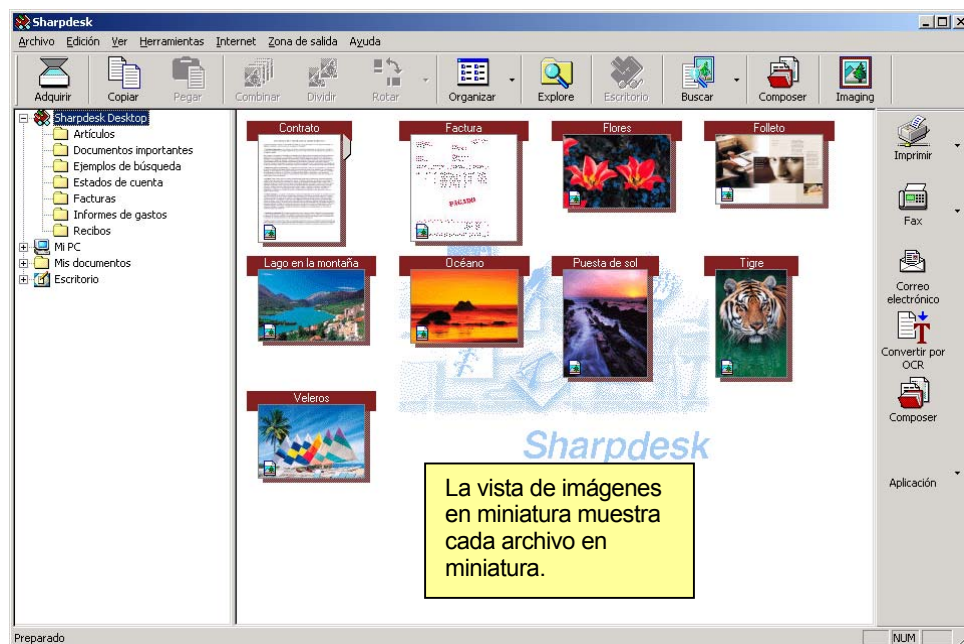 Sharpdesk
Archivo Edición Ver Herramientas Internet Zona de salida Ayuda
Adquirir Copiar Pegar Combinar Dividir Rotar Organizar Explore Escritorio Buscar Composer Imaging
Sharpdesk Desktop
Artículos
Documentos importantes
Ejemplos de búsqueda
Estados de cuenta
Facturas
Informes de gastos
Recibos
Mi PC
Mis documentos
Escritorio
Contrato Factura Flores Folleto
PAGADO
Lago en la montaña Océano Puesta de sol Tigre
Veleros
Sharpdesk
La vista de imágenes
en miniatura muestra
cada archivo en
miniatura.
Imprimir
Fax
Correo
electrónico
Convertir por
OCR
Composer
Aplicación
Preparado NUM